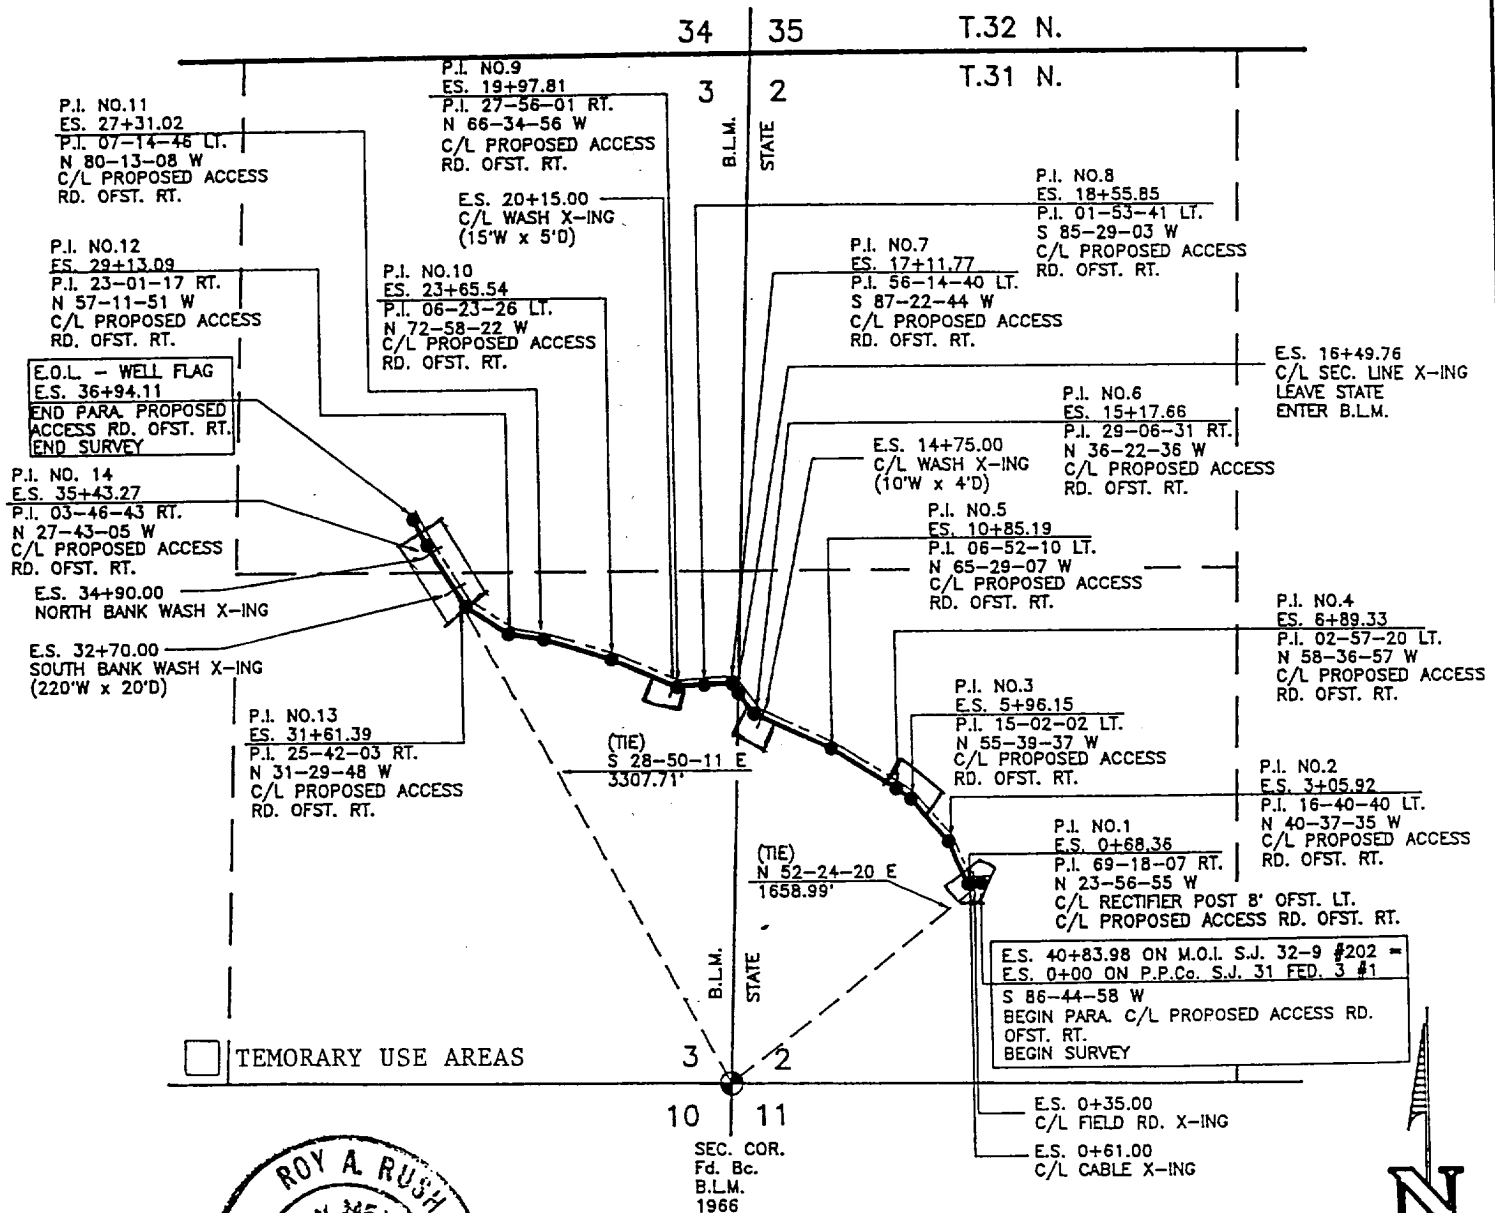 34 35 T.32 N.
T.31 N.
3 2
B.L.M.
STATE
P.I. NO.9
ES. 19+97.81
P.I. 27-56-01 RT.
N 66-34-56 W
C/L PROPOSED ACCESS
RD. OFST. RT.
P.I. NO.11
ES. 27+31.02
P.I. 07-14-46 LT.
N 80-13-08 W
C/L PROPOSED ACCESS
RD. OFST. RT.
E.S. 20+15.00
C/L WASH X-ING
(15'W x 5'D)
P.I. NO.8
ES. 18+55.85
P.I. 01-53-41 LT.
S 85-29-03 W
C/L PROPOSED ACCESS
RD. OFST. RT.
P.I. NO.12
ES. 29+13.09
P.I. 23-01-17 RT.
N 57-11-51 W
C/L PROPOSED ACCESS
RD. OFST. RT.
P.I. NO.10
ES. 23+65.54
P.I. 06-23-26 LT.
N 72-58-22 W
C/L PROPOSED ACCESS
RD. OFST. RT.
P.I. NO.7
ES. 17+11.77
P.I. 56-14-40 LT.
S 87-22-44 W
C/L PROPOSED ACCESS
RD. OFST. RT.
E.S. 16+49.76
C/L SEC. LINE X-ING
LEAVE STATE
ENTER B.L.M.
E.O.L. - WELL FLAG
E.S. 36+94.11
END PARA. PROPOSED
ACCESS RD. OFST. RT.
END SURVEY
P.I. NO.6
ES. 15+17.66
P.I. 29-06-31 RT.
N 36-22-36 W
C/L PROPOSED ACCESS
RD. OFST. RT.
E.S. 14+75.00
C/L WASH X-ING
(10'W x 4'D)
P.I. NO. 14
E.S. 35+43.27
P.I. 03-46-43 RT.
N 27-43-05 W
C/L PROPOSED ACCESS
RD. OFST. RT.
P.I. NO.5
ES. 10+85.19
P.I. 06-52-10 LT.
N 65-29-07 W
C/L PROPOSED ACCESS
RD. OFST. RT.
E.S. 34+90.00
NORTH BANK WASH X-ING
E.S. 32+70.00
SOUTH BANK WASH X-ING
(220'W x 20'D)
P.I. NO.4
ES. 6+89.33
P.I. 02-57-20 LT.
N 58-36-57 W
C/L PROPOSED ACCESS
RD. OFST. RT.
P.I. NO.3
E.S. 5+96.15
P.I. 15-02-02 LT.
N 55-39-37 W
C/L PROPOSED ACCESS
RD. OFST. RT.
P.I. NO.13
ES. 31+61.39
P.I. 25-42-03 RT.
N 31-29-48 W
C/L PROPOSED ACCESS
RD. OFST. RT.
(TIE)
S 28-50-11 E
3307.71'
P.I. NO.2
E.S. 3+05.92
P.I. 16-40-40 LT.
N 40-37-35 W
C/L PROPOSED ACCESS
RD. OFST. RT.
P.I. NO.1
E.S. 0+68.36
P.I. 69-18-07 RT.
N 23-56-55 W
C/L RECTIFIER POST 8' OFST. LT.
C/L PROPOSED ACCESS RD. OFST. RT.
(TIE)
N 52-24-20 E
1658.99'
E.S. 40+83.98 ON M.O.I. S.J. 32-9 #202 =
E.S. 0+00 ON P.P.Co. S.J. 31 FED. 3 #1
S 86-44-58 W
BEGIN PARA. C/L PROPOSED ACCESS RD.
OFST. RT.
BEGIN SURVEY
B.L.M.
STATE
TEMORARY USE AREAS
3 2
10 11
E.S. 0+35.00
C/L FIELD RD. X-ING
E.S. 0+61.00
C/L CABLE X-ING
SEC. COR.
Fd. Bc.
B.L.M.
1966
ROY A. RUSH
N